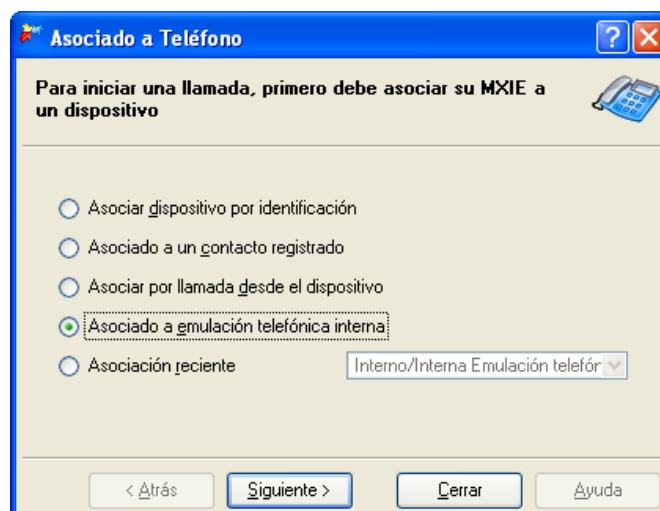 Asociado a Teléfono
Para iniciar una llamada, primero debe asociar su MXIE a
un dispositivo
Asociar dispositivo por identificación
Asociado a un contacto registrado
Asociar por llamada desde el dispositivo
Asociado a emulación telefónica interna
Asociación reciente
Interno/Interna Emulación telefór
< Atrás
Siguiente >
Cerrar
Ayuda